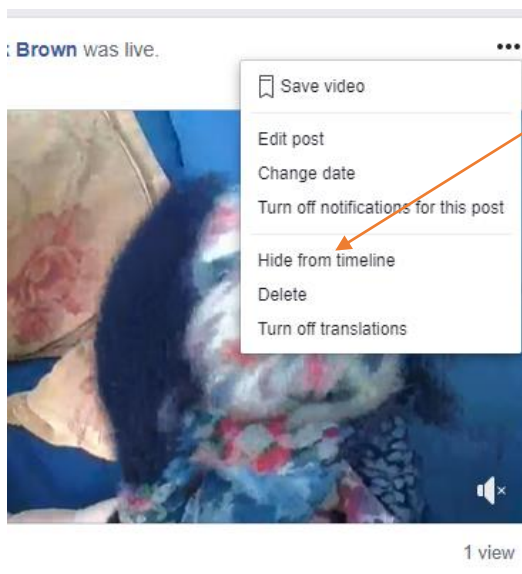 Brown was live.
Save video
Edit post
Change date
Turn off notifications for this post
Hide from timeline
Delete
Turn off translations
1 view